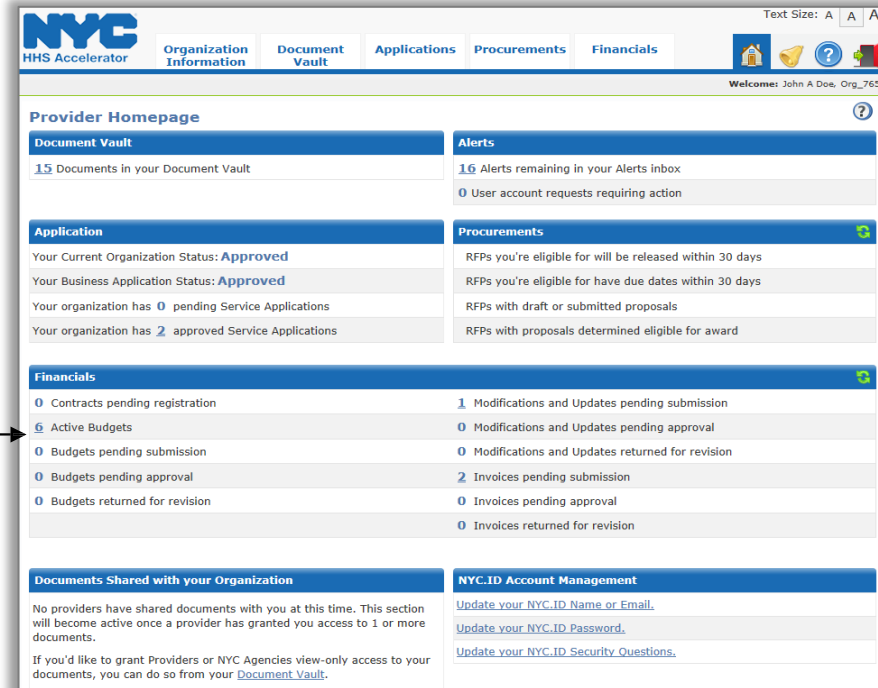 Text Size: A A A
NYC
HHS Accelerator
Organization Information
Document Vault
Applications
Procurements
Financials
Welcome: John A Doe, Org_765
Provider Homepage
Document Vault
15 Documents in your Document Vault
Alerts
16 Alerts remaining in your Alerts inbox
0 User account requests requiring action
Application
Your Current Organization Status: Approved
Your Business Application Status: Approved
Your organization has 0 pending Service Applications
Your organization has 2 approved Service Applications
Procurements
RFPs you're eligible for will be released within 30 days
RFPs you're eligible for have due dates within 30 days
RFPs with draft or submitted proposals
RFPs with proposals determined eligible for award
Financials
0 Contracts pending registration
6 Active Budgets
0 Budgets pending submission
0 Budgets pending approval
0 Budgets returned for revision
1 Modifications and Updates pending submission
0 Modifications and Updates pending approval
0 Modifications and Updates returned for revision
2 Invoices pending submission
0 Invoices pending approval
0 Invoices returned for revision
Documents Shared with your Organization
No providers have shared documents with you at this time. This section
will become active once a provider has granted you access to 1 or more
documents.
If you'd like to grant Providers or NYC Agencies view-only access to your
documents, you can do so from your Document Vault.
NYC.ID Account Management
Update your NYC.ID Name or Email.
Update your NYC.ID Password.
Update your NYC.ID Security Questions.